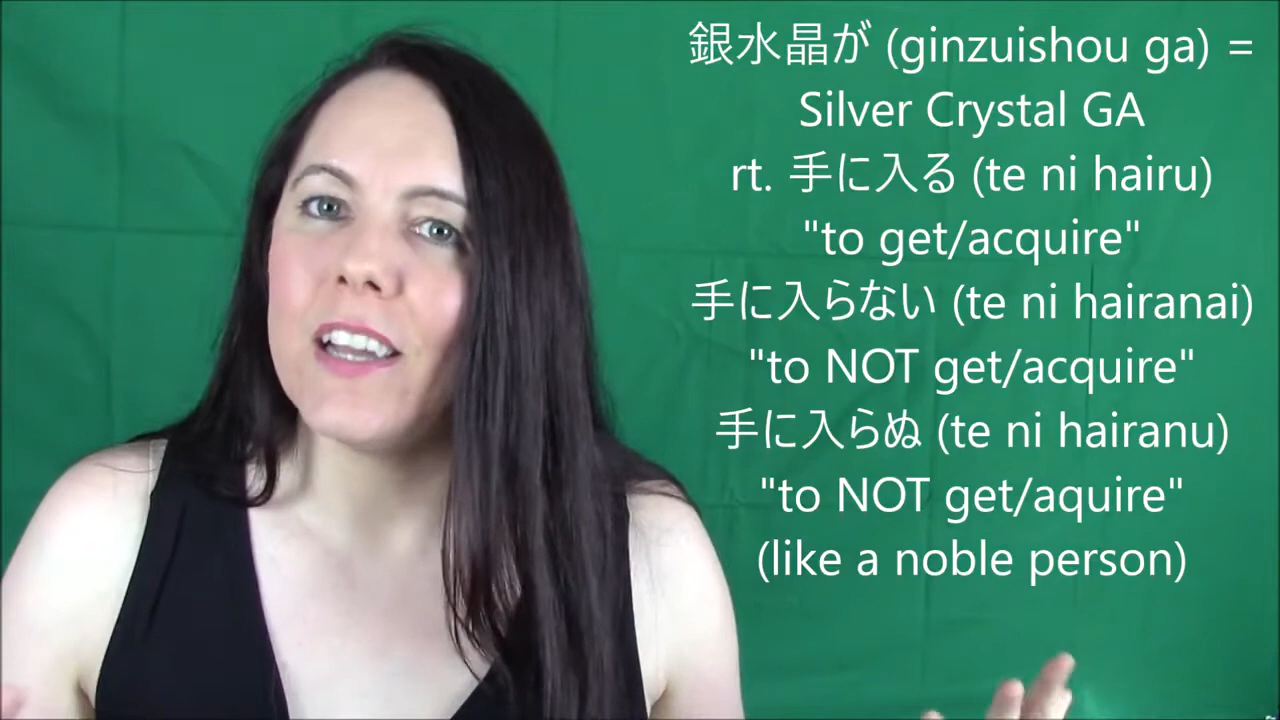 銀水晶が (ginzuishou ga) =
Silver Crystal GA
rt. 手に入る (te ni hairu)
"to get/acquire"
手に入らない (te ni hairanai)
"to NOT get/acquire"
手に入らぬ (te ni hairanu)
"to NOT get/aquire"
(like a noble person)